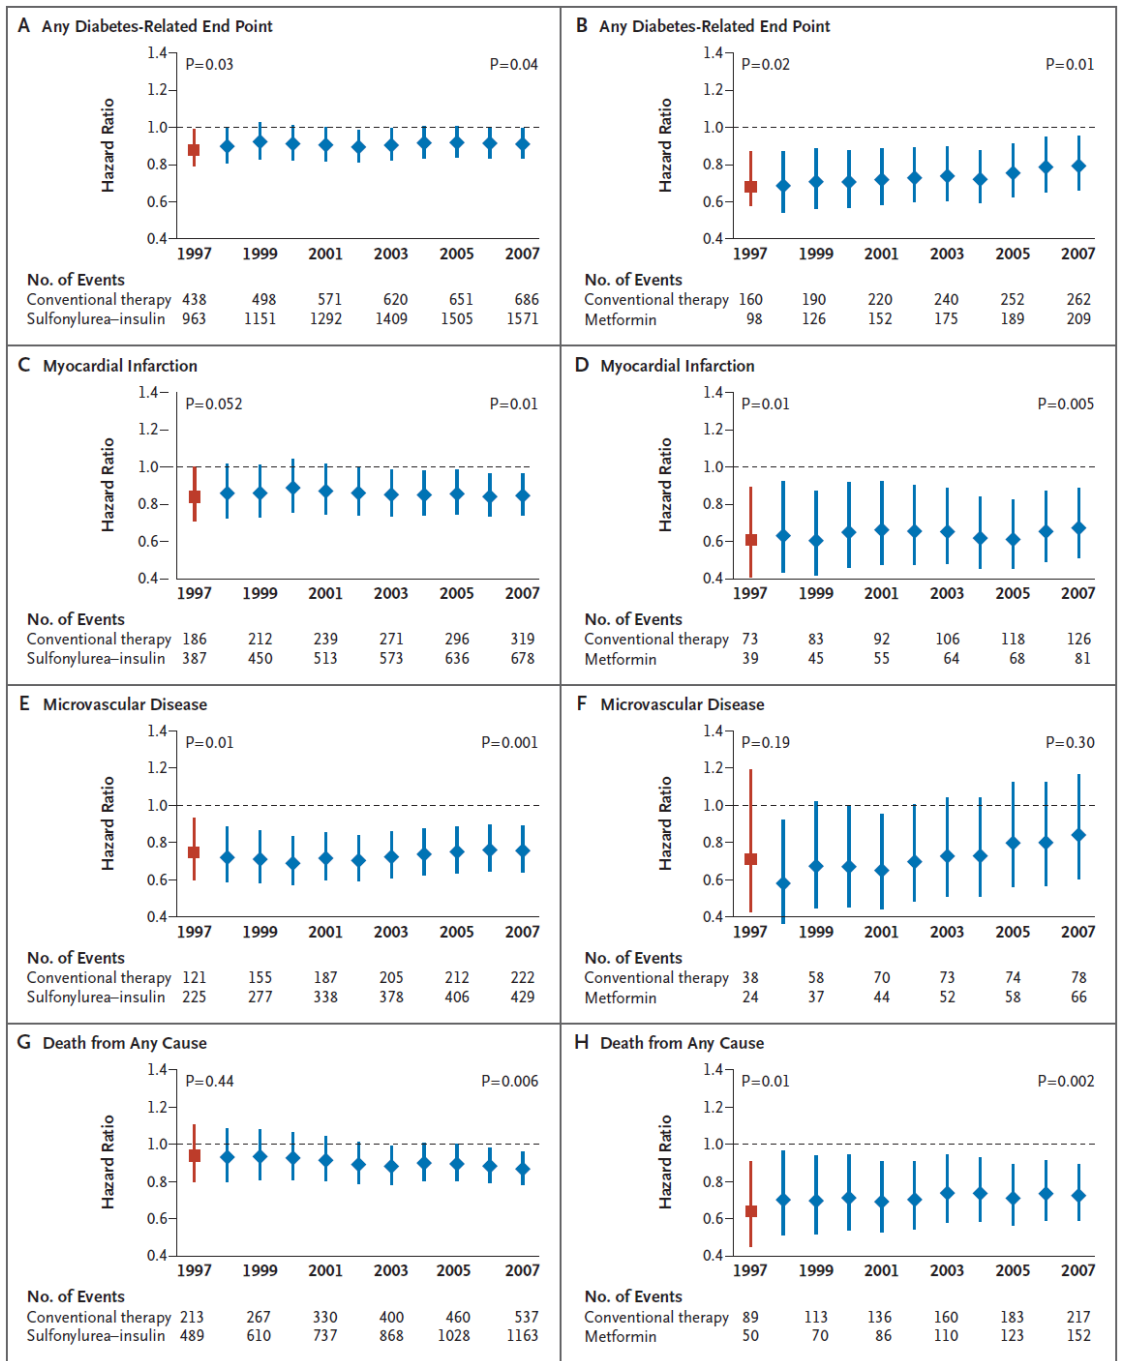 A Any Diabetes-Related End Point
1.4
1.2
1.0
0.8
0.6
0.4
Hazard Ratio
P=0.03
P=0.04
1997 1999 2001 2003 2005 2007
No. of Events
Conventional therapy 438 498 571 620 651 686
Sulfonylurea–insulin 963 1151 1292 1409 1505 1571
B Any Diabetes-Related End Point
1.4
1.2
1.0
0.8
0.6
0.4
Hazard Ratio
P=0.02
P=0.01
1997 1999 2001 2003 2005 2007
No. of Events
Conventional therapy 160 190 220 240 252 262
Metformin 98 126 152 175 189 209
C Myocardial Infarction
1.4
1.2
1.0
0.8
0.6
0.4
Hazard Ratio
P=0.052
P=0.01
1997 1999 2001 2003 2005 2007
No. of Events
Conventional therapy 186 212 239 271 296 319
Sulfonylurea–insulin 387 450 513 573 636 678
D Myocardial Infarction
1.4
1.2
1.0
0.8
0.6
0.4
Hazard Ratio
P=0.01
P=0.005
1997 1999 2001 2003 2005 2007
No. of Events
Conventional therapy 73 83 92 106 118 126
Metformin 39 45 55 64 68 81
E Microvascular Disease
1.4
1.2
1.0
0.8
0.6
0.4
Hazard Ratio
P=0.01
P=0.001
1997 1999 2001 2003 2005 2007
No. of Events
Conventional therapy 121 155 187 205 212 222
Sulfonylurea–insulin 225 277 338 378 406 429
F Microvascular Disease
1.4
1.2
1.0
0.8
0.6
0.4
Hazard Ratio
P=0.19
P=0.30
1997 1999 2001 2003 2005 2007
No. of Events
Conventional therapy 38 58 70 73 74 78
Metformin 24 37 44 52 58 66
G Death from Any Cause
1.4
1.2
1.0
0.8
0.6
0.4
Hazard Ratio
P=0.44
P=0.006
1997 1999 2001 2003 2005 2007
No. of Events
Conventional therapy 213 267 330 400 460 537
Sulfonylurea–insulin 489 610 737 868 1028 1163
H Death from Any Cause
1.4
1.2
1.0
0.8
0.6
0.4
Hazard Ratio
P=0.01
P=0.002
1997 1999 2001 2003 2005 2007
No. of Events
Conventional therapy 89 113 136 160 183 217
Metformin 50 70 86 110 123 152